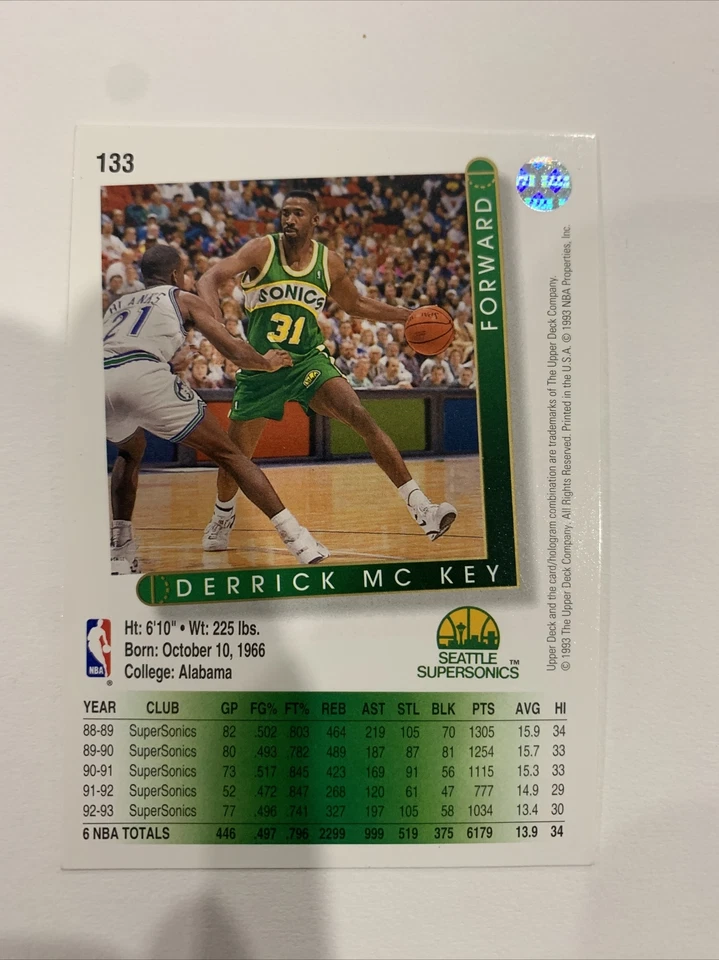 133
FORWARD
21
SONICS
31
DERRICK MC KEY
Ht: 6'10" • Wt: 225 lbs.
Born: October 10, 1966
College: Alabama
NBA
®
SEATTLE
SUPERSONICS™
Upper Deck and the card/hologram combination are trademarks of The Upper Deck Company.
© 1993 The Upper Deck Company. All Rights Reserved. Printed in the U.S.A. © 1993 NBA Properties, Inc.
YEAR CLUB GP FG% FT% REB AST STL BLK PTS AVG HI
88-89 SuperSonics 82 .502 .803 464 219 105 70 1305 15.9 34
89-90 SuperSonics 80 .493 .782 489 187 87 81 1254 15.7 33
90-91 SuperSonics 73 .517 .845 423 169 91 56 1115 15.3 33
91-92 SuperSonics 52 .472 .847 268 120 61 47 777 14.9 29
92-93 SuperSonics 77 .496 .741 327 197 105 58 1034 13.4 30
6 NBA TOTALS 446 .497 .796 2299 999 519 375 6179 13.9 34